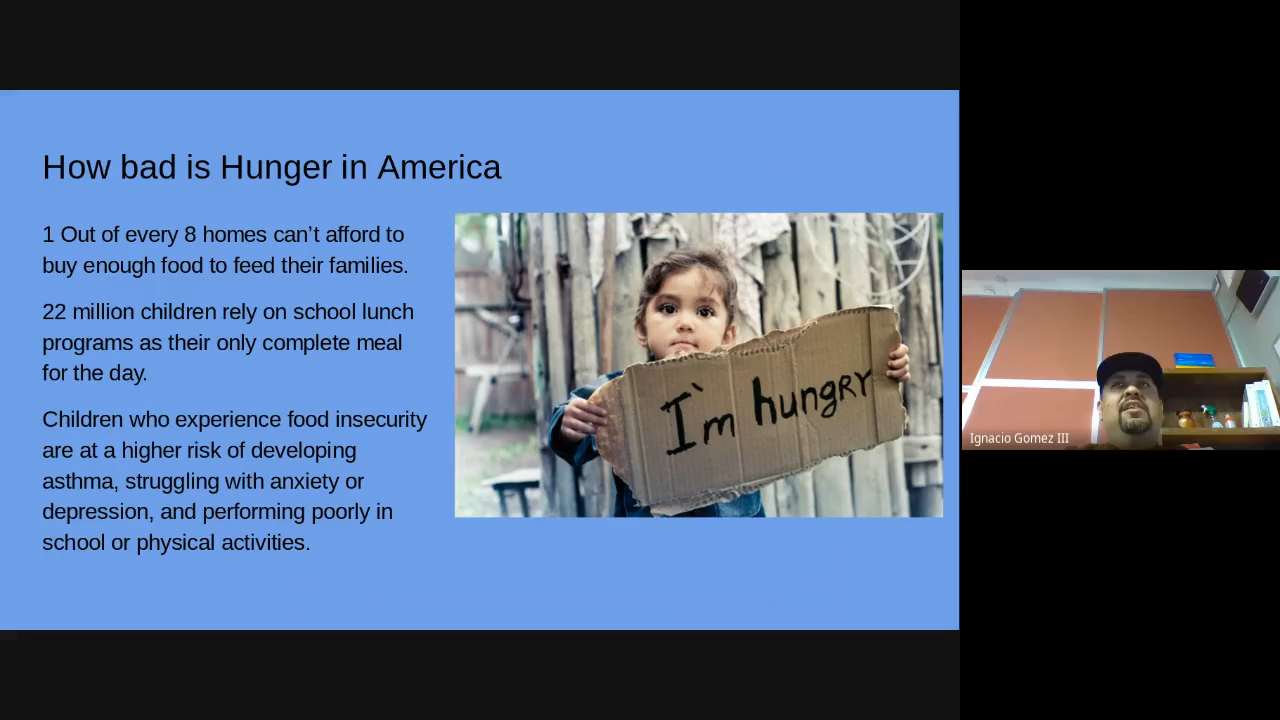 How bad is Hunger in America
1 Out of every 8 homes can’t afford to
buy enough food to feed their families.
22 million children rely on school lunch
programs as their only complete meal
for the day.
Children who experience food insecurity
are at a higher risk of developing
asthma, struggling with anxiety or
depression, and performing poorly in
school or physical activities.
I'm hungry
Ignacio Gomez III